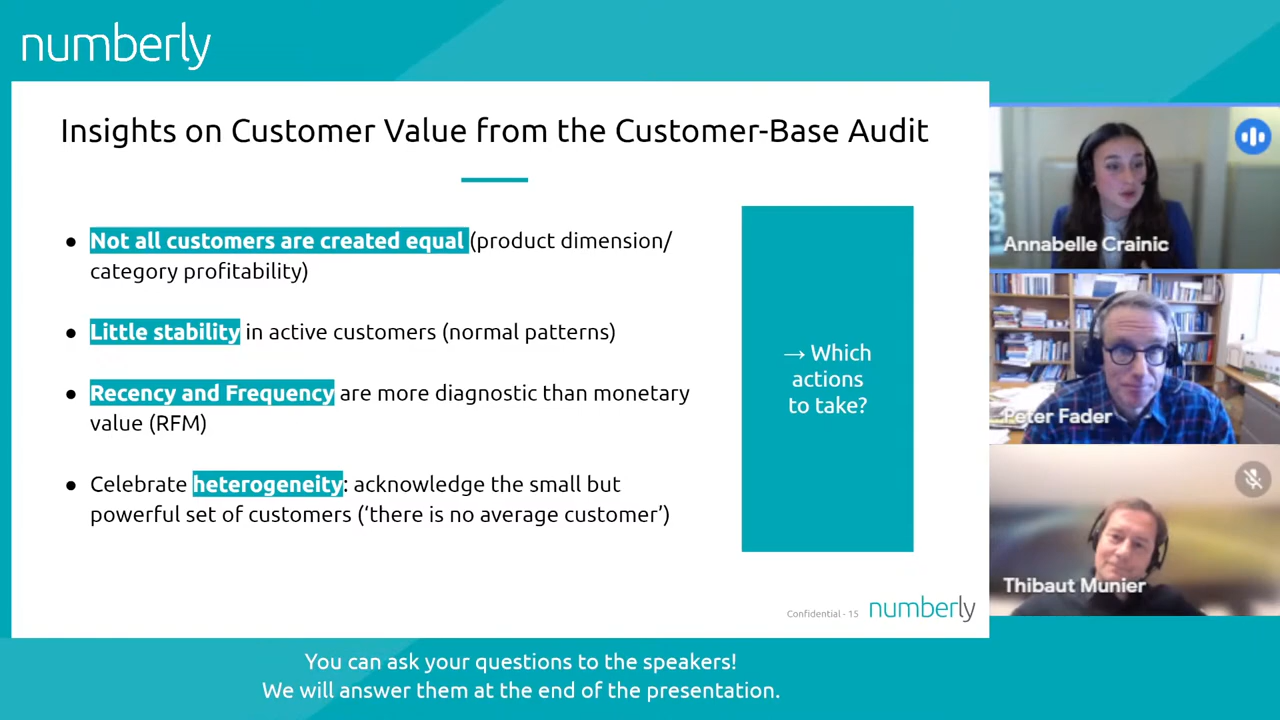 numberly
Insights on Customer Value from the Customer-Base Audit
● Not all customers are created equal (product dimension/
category profitability)
● Little stability in active customers (normal patterns)
● Recency and Frequency are more diagnostic than monetary
value (RFM)
● Celebrate heterogeneity: acknowledge the small but
powerful set of customers (‘there is no average customer’)
→ Which
actions
to take?
Confidential - 15
numberly
Annabelle Crainic
Peter Fader
Thibaut Munier
You can ask your questions to the speakers!
We will answer them at the end of the presentation.